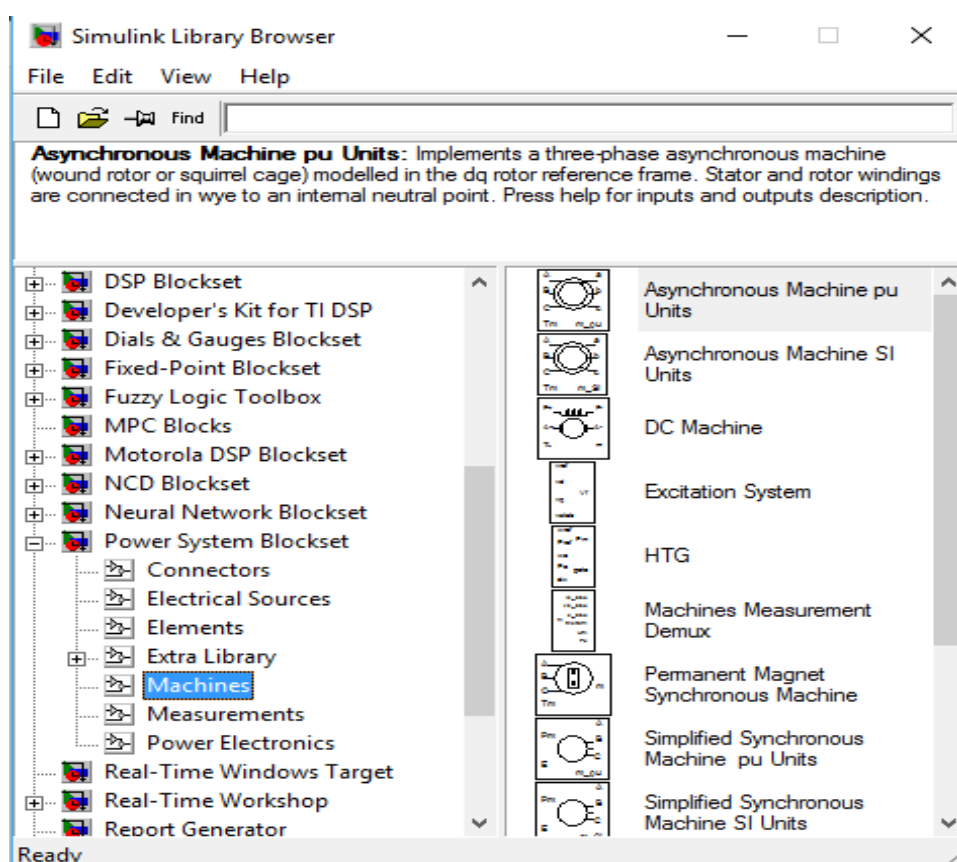 Simulink Library Browser
File Edit View Help
Find
Asynchronous Machine pu Units: Implements a three-phase asynchronous machine
(wound rotor or squirrel cage) modelled in the dq rotor reference frame. Stator and rotor windings
are connected in wye to an internal neutral point. Press help for inputs and outputs description.
DSP Blockset
Developer's Kit for TI DSP
Dials & Gauges Blockset
Fixed-Point Blockset
Fuzzy Logic Toolbox
MPC Blocks
Motorola DSP Blockset
NCD Blockset
Neural Network Blockset
Power System Blockset
Connectors
Electrical Sources
Elements
Extra Library
Machines
Measurements
Power Electronics
Real-Time Windows Target
Real-Time Workshop
Report Generator
Asynchronous Machine pu
Units
Asynchronous Machine SI
Units
DC Machine
Excitation System
HTG
Machines Measurement
Demux
Permanent Magnet
Synchronous Machine
Simplified Synchronous
Machine pu Units
Simplified Synchronous
Machine SI Units
Ready